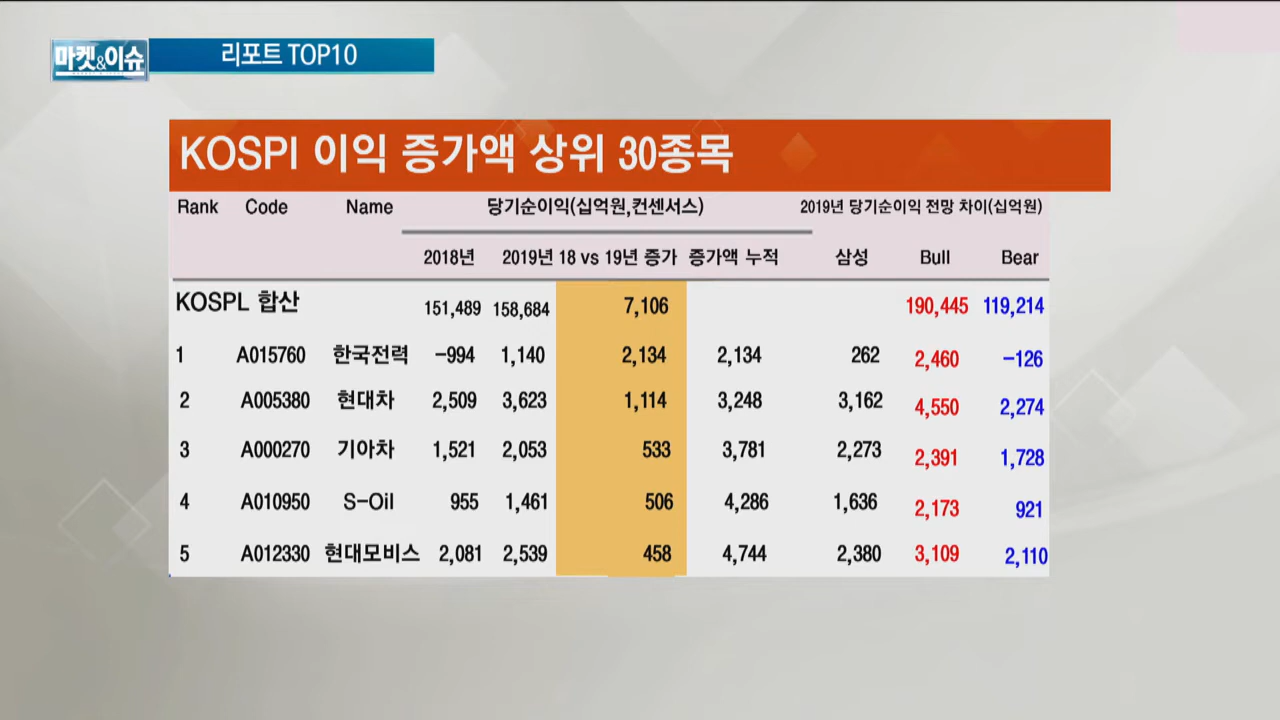 마켓&이슈
리포트 TOP10
KOSPI 이익 증가액 상위 30종목
Rank Code Name 당기순이익(십억원,컨센서스) 2019년 당기순이익 전망 차이(십억원)
2018년 2019년 18 vs 19년 증가 증가액 누적 삼성 Bull Bear
KOSPL 합산 151,489 158,684 7,106 190,445 119,214
1 A015760 한국전력 -994 1,140 2,134 2,134 262 2,460 -126
2 A005380 현대차 2,509 3,623 1,114 3,248 3,162 4,550 2,274
3 A000270 기아차 1,521 2,053 533 3,781 2,273 2,391 1,728
4 A010950 S-Oil 955 1,461 506 4,286 1,636 2,173 921
5 A012330 현대모비스 2,081 2,539 458 4,744 2,380 3,109 2,110